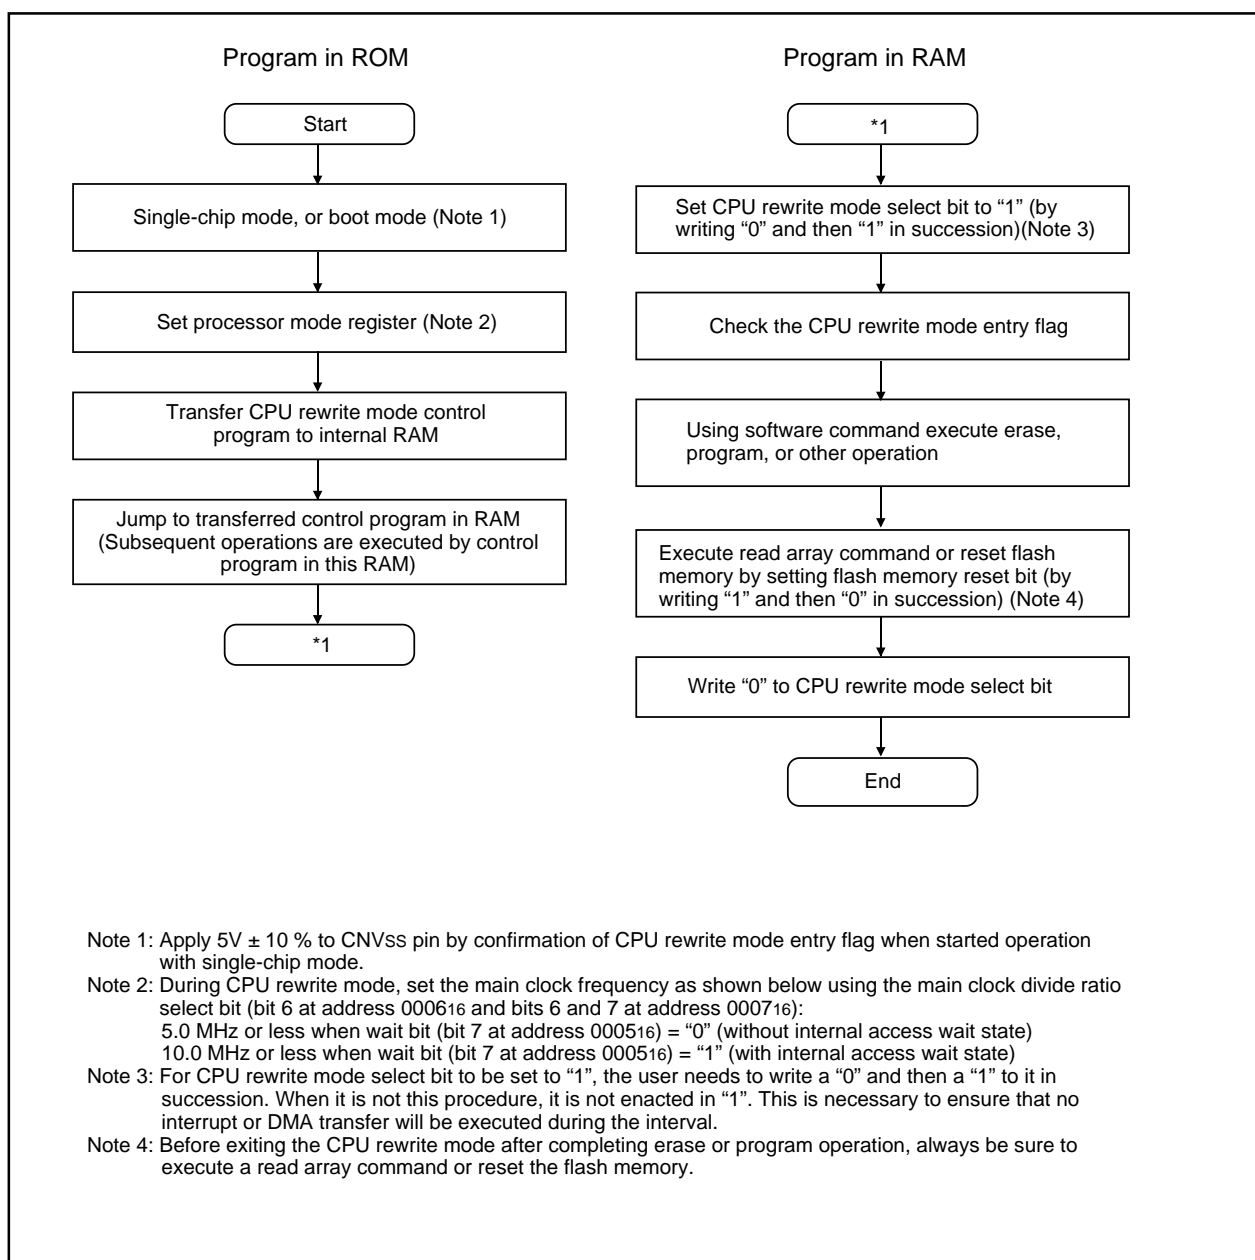 Program in ROM
Start
Single-chip mode, or boot mode (Note 1)
Set processor mode register (Note 2)
Transfer CPU rewrite mode control
program to internal RAM
Jump to transferred control program in RAM
(Subsequent operations are executed by control
program in this RAM)
*1
Program in RAM
*1
Set CPU rewrite mode select bit to “1” (by
writing “0” and then “1” in succession)(Note 3)
Check the CPU rewrite mode entry flag
Using software command execute erase,
program, or other operation
Execute read array command or reset flash
memory by setting flash memory reset bit (by
writing “1” and then “0” in succession) (Note 4)
Write “0” to CPU rewrite mode select bit
End
Note 1: Apply 5V ± 10 % to CNVSS pin by confirmation of CPU rewrite mode entry flag when started operation
with single-chip mode.
Note 2: During CPU rewrite mode, set the main clock frequency as shown below using the main clock divide ratio
select bit (bit 6 at address 000616 and bits 6 and 7 at address 000716):
5.0 MHz or less when wait bit (bit 7 at address 000516) = “0” (without internal access wait state)
10.0 MHz or less when wait bit (bit 7 at address 000516) = “1” (with internal access wait state)
Note 3: For CPU rewrite mode select bit to be set to “1”, the user needs to write a “0” and then a “1” to it in
succession. When it is not this procedure, it is not enacted in “1”. This is necessary to ensure that no
interrupt or DMA transfer will be executed during the interval.
Note 4: Before exiting the CPU rewrite mode after completing erase or program operation, always be sure to
execute a read array command or reset the flash memory.